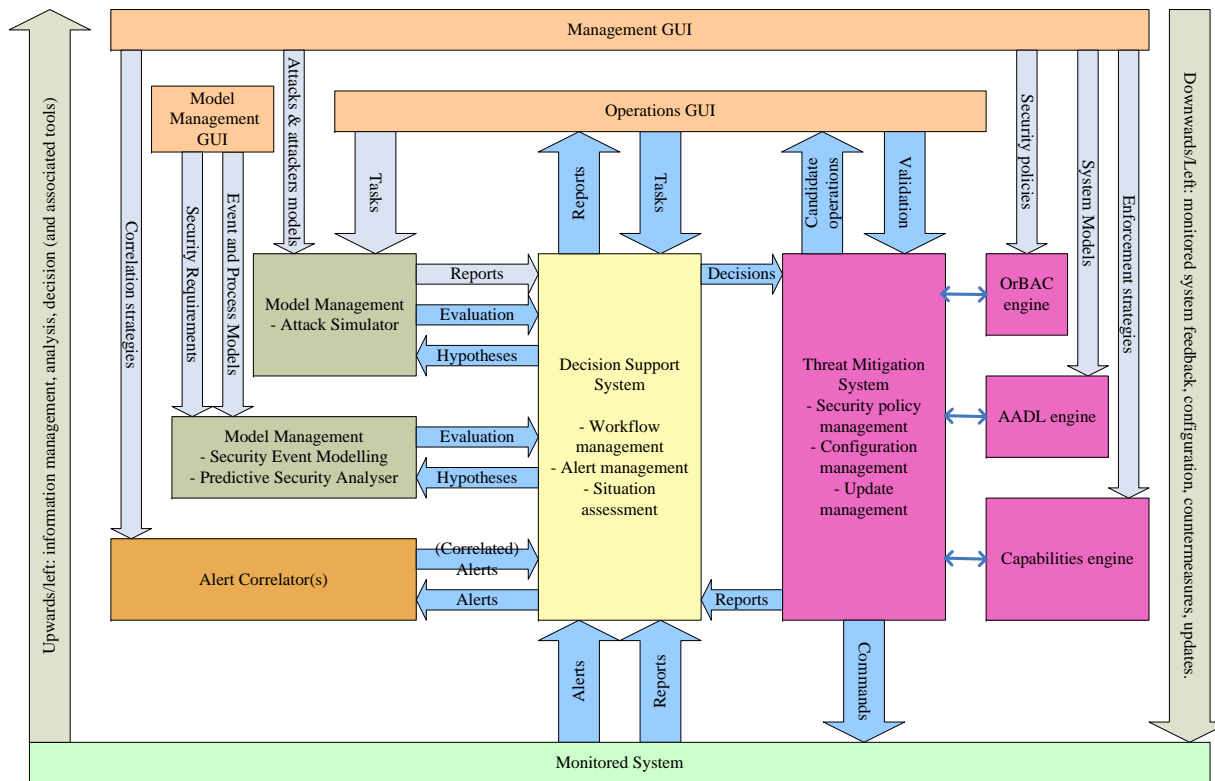 Management GUI
Upwards/left: information management, analysis, decision (and associated tools)
Downwards/Left: monitored system feedback, configuration, countermeasures, updates.
Correlation strategies
Model
Management
GUI
Security Requirements
Event and Process Models
Attacks & attackers models
Operations GUI
Tasks
Reports
Tasks
Candidate
operations
Validation
Security policies
System Models
Enforcement strategies
Model Management
- Attack Simulator
Reports
Evaluation
Hypotheses
Decision Support
System
- Workflow
management
- Alert management
- Situation
assessment
Decisions
Threat Mitigation
System
- Security policy
management
- Configuration
management
- Update
management
OrBAC
engine
AADL engine
Capabilities engine
Model Management
- Security Event Modelling
- Predictive Security Analyser
Evaluation
Hypotheses
Alert Correlator(s)
(Correlated)
Alerts
Alerts
Reports
Alerts
Reports
Commands
Monitored System